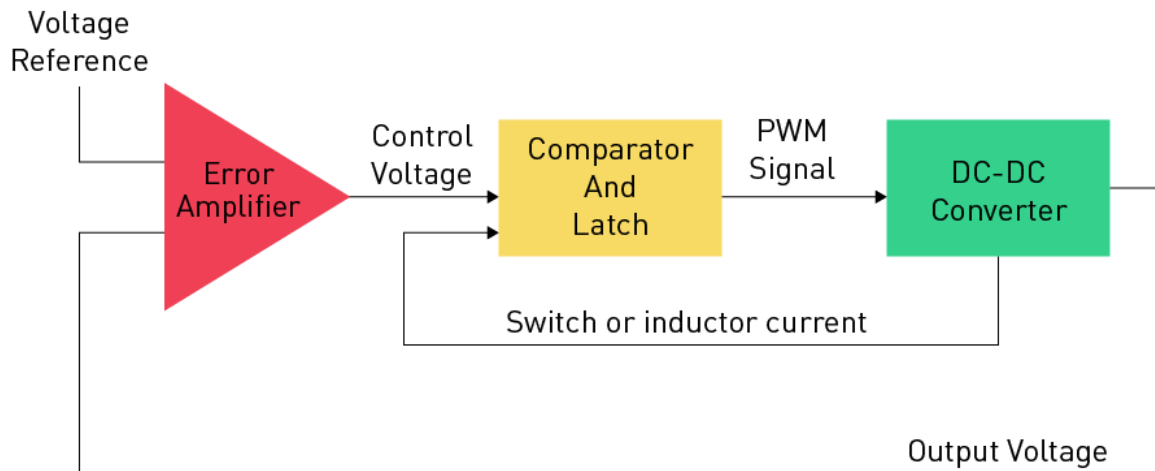 Voltage
Reference
Error
Amplifier
Control
Voltage
Comparator
And
Latch
PWM
Signal
DC-DC
Converter
Switch or inductor current
Output Voltage